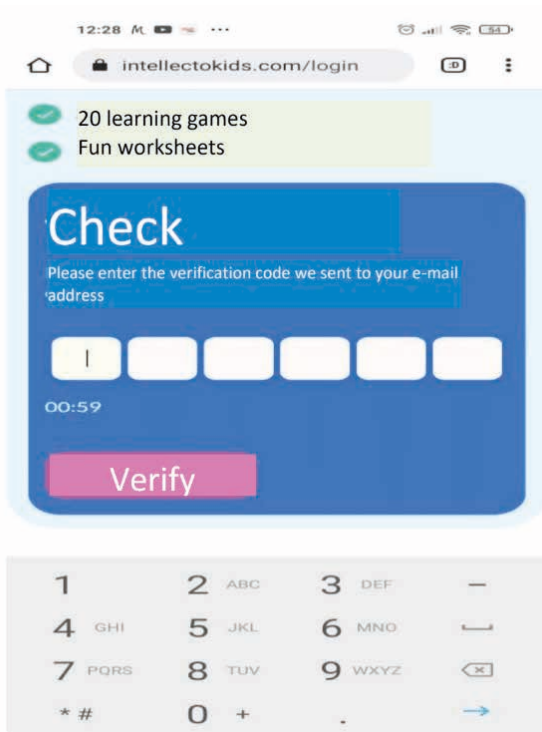 12:28
54
intellectokids.com/login
:D
20 learning games
Fun worksheets
Check
Please enter the verification code we sent to your e-mail
address
00:59
Verify
1 2 ABC 3 DEF –
4 GHI 5 JKL 6 MNO
7 PQRS 8 TUV 9 WXYZ
* # 0 + .